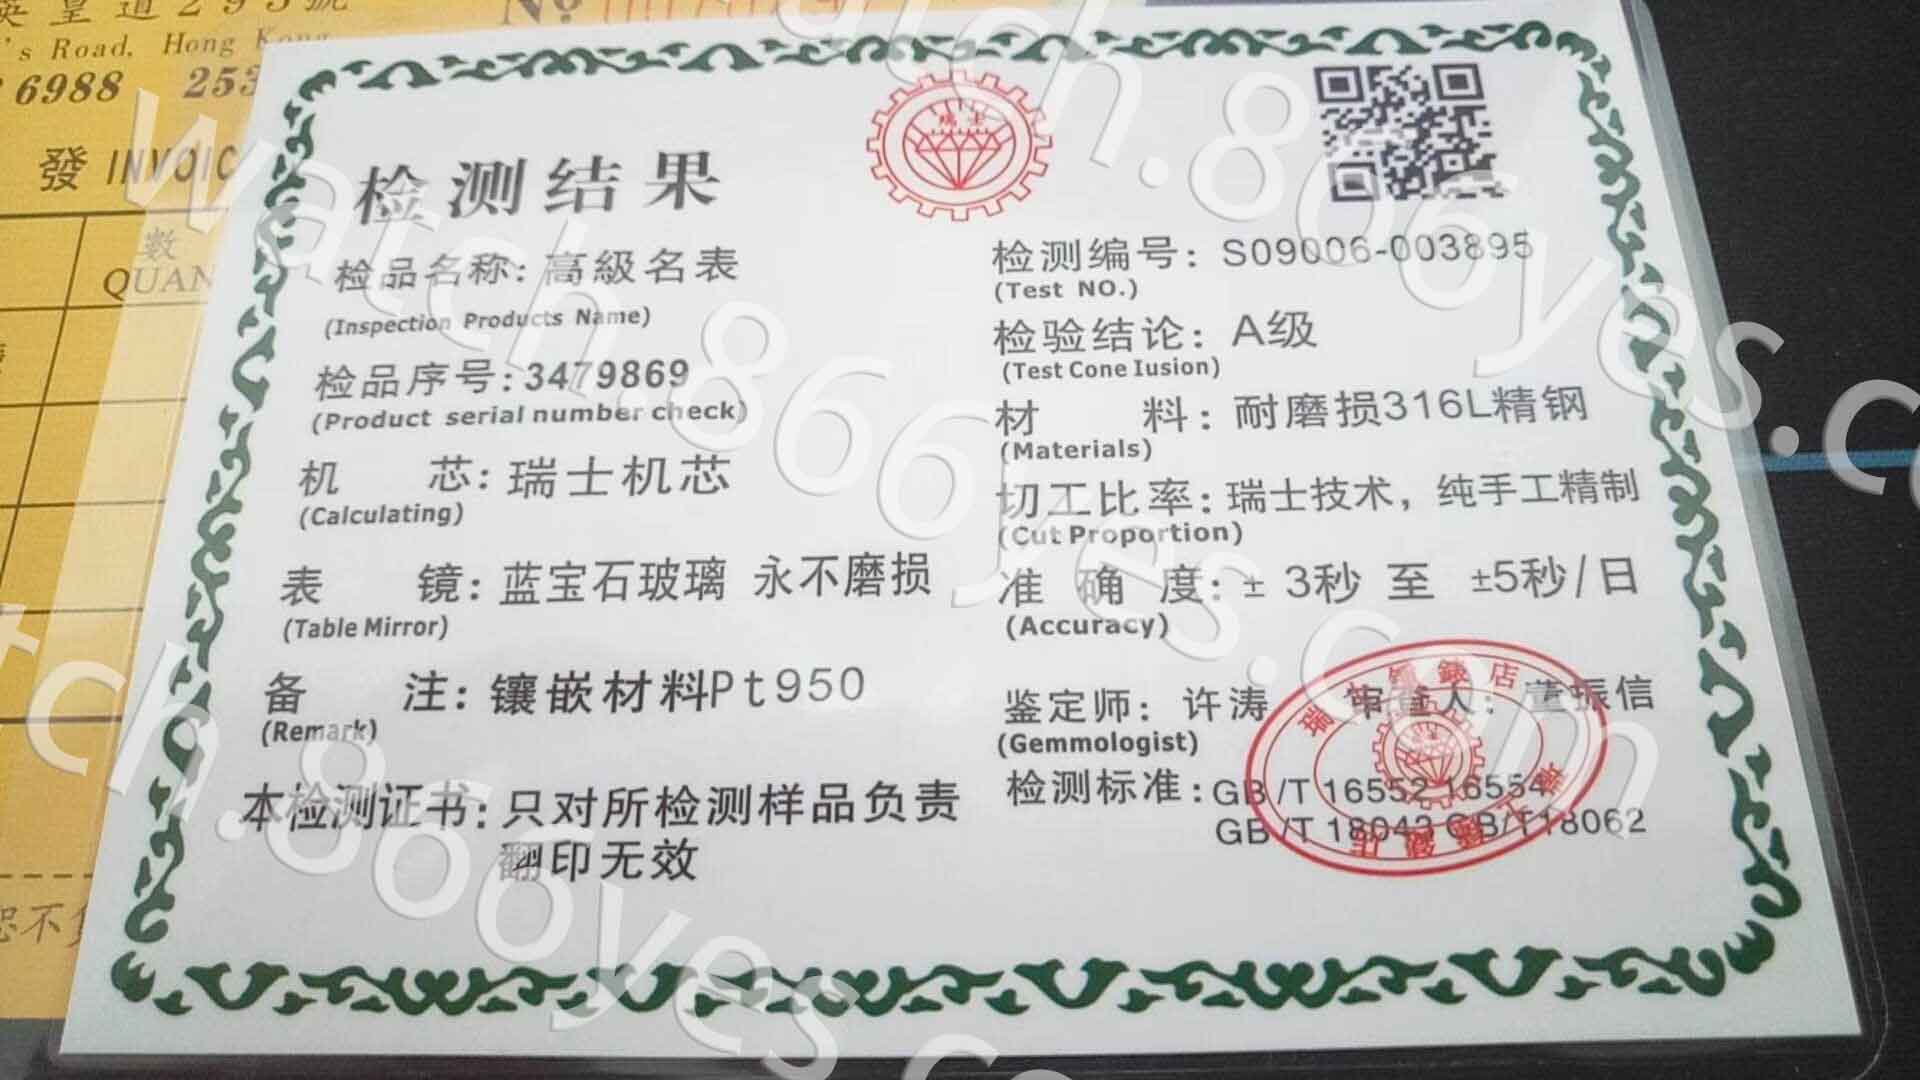 英皇道293號
's Road, Hong Kong
6988 253
發 INVOIC
數
QUAN
检测结果
瑞士
检品名称: 高級名表
(Inspection Products Name)
检品序号: 3479869
(Product serial number check)
机 芯: 瑞士机芯
(Calculating)
表 镜: 蓝宝石玻璃 永不磨损
(Table Mirror)
备 注: 镶嵌材料Pt950
(Remark)
本检测证书: 只对所检测样品负责
翻印无效
检测编号: S09006-003895
(Test NO.)
检验结论: A级
(Test Cone Iusion)
材 料: 耐磨损316L精钢
(Materials)
切工比率: 瑞士技术，纯手工精制
(Cut Proportion)
准 确 度: ± 3秒 至 ±5秒/日
(Accuracy)
鉴定师: 许涛 审查人: 董振信
(Gemmologist)
检测标准: GB/T 16552 16554
GB/T 18043 GB/T18062
watch.866yes.com